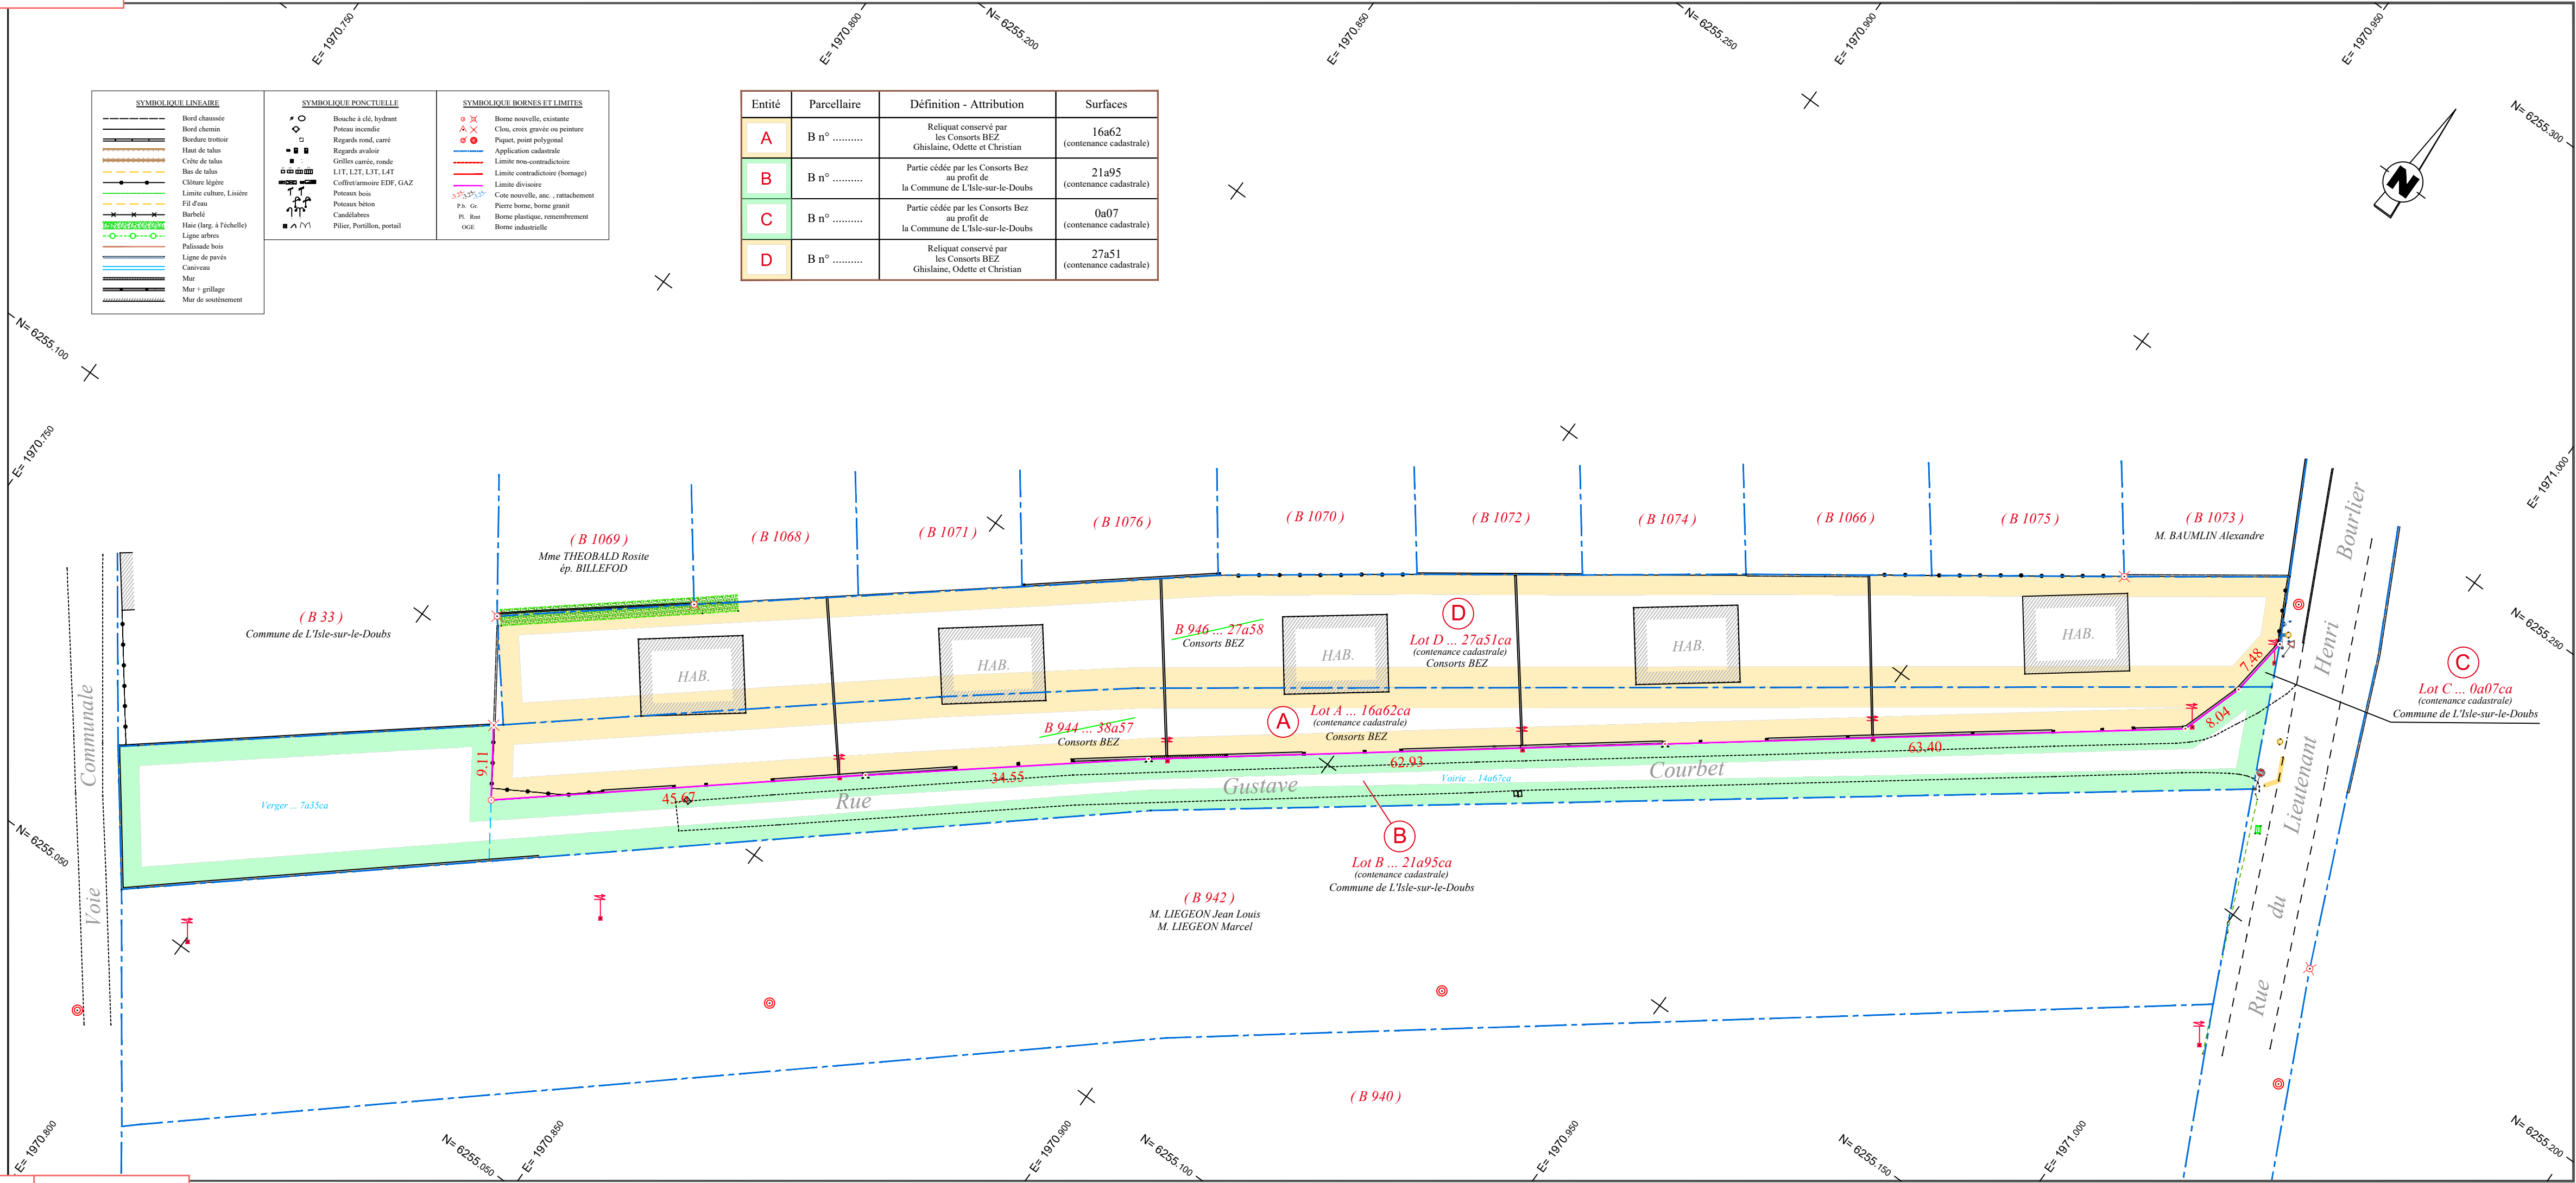 E= 1970.750
E= 1970.800
N= 6255.200
E= 1970.850
N= 6255.250
E= 1970.900
E= 1970.950
SYMBOLIQUE LINEAIRE
Bord chaussée
Bord chemin
Bordure trottoir
Haut de talus
Crête de talus
Bas de talus
Clôture légère
Limite culture, Lisière
Fil d'eau
Barbelé
Haie (larg. à l'échelle)
Ligne arbres
Palissade bois
Ligne de pavés
Caniveau
Mur
Mur + grillage
Mur de soutènement
SYMBOLIQUE PONCTUELLE
Bouche à clé, hydrant
Poteau incendie
Regards rond, carré
Regards avaloir
Grilles carrée, ronde
L1T, L2T, L3T, L4T
Coffret/armoire EDF, GAZ
Poteaux bois
Poteaux béton
Candélabres
Pilier, Portillon, portail
SYMBOLIQUE BORNES ET LIMITES
Borne nouvelle, existante
Clou, croix gravée ou peinture
Piquet, point polygonal
Application cadastrale
Limite non-contradictoire
Limite contradictoire (bornage)
Limite divisoire
Cote nouvelle, anc. , rattachement
P.b. Gr. Pierre borne, borne granit
Pl. Rmt Borne plastique, remembrement
OGE Borne industrielle
Entité Parcellaire Définition - Attribution Surfaces
A B n° .......... Reliquat conservé par
les Consorts BEZ
Ghislaine, Odette et Christian
16a62
(contenance cadastrale)
B B n° .......... Partie cédée par les Consorts Bez
au profit de
la Commune de L'Isle-sur-le-Doubs
21a95
(contenance cadastrale)
C B n° .......... Partie cédée par les Consorts Bez
au profit de
la Commune de L'Isle-sur-le-Doubs
0a07
(contenance cadastrale)
D B n° .......... Reliquat conservé par
les Consorts BEZ
Ghislaine, Odette et Christian
27a51
(contenance cadastrale)
N
N= 6255.300
N= 6255.100
E= 1970.750
E= 1971.000
( B 1069 )
Mme THEOBALD Rosite
ép. BILLEFOD
( B 1068 )
( B 1071 )
( B 1076 )
( B 1070 )
( B 1072 )
( B 1074 )
( B 1066 )
( B 1075 )
( B 1073 )
M. BAUMLIN Alexandre
( B 33 )
Commune de L'Isle-sur-le-Doubs
HAB.
HAB.
HAB.
HAB.
HAB.
B 946 ... 27a58
Consorts BEZ
D
Lot D ... 27a51ca
(contenance cadastrale)
Consorts BEZ
A
Lot A ... 16a62ca
(contenance cadastrale)
Consorts BEZ
B 944 ... 38a57
Consorts BEZ
C
Lot C ... 0a07ca
(contenance cadastrale)
Commune de L'Isle-sur-le-Doubs
N= 6255.250
7.48
8.04
63.40
62.93
34.55
45.67
9.11
Voirie ... 14a67ca
Verger ... 7a35ca
Rue Gustave Courbet
Voie Communale
Rue du Lieutenant Henri Bourlier
B
Lot B ... 21a95ca
(contenance cadastrale)
Commune de L'Isle-sur-le-Doubs
( B 942 )
M. LIEGEON Jean Louis
M. LIEGEON Marcel
( B 940 )
N= 6255.050
E= 1970.800
N= 6255.050
E= 1970.850
E= 1970.900
N= 6255.100
E= 1970.950
N= 6255.150
E= 1971.000
N= 6255.200